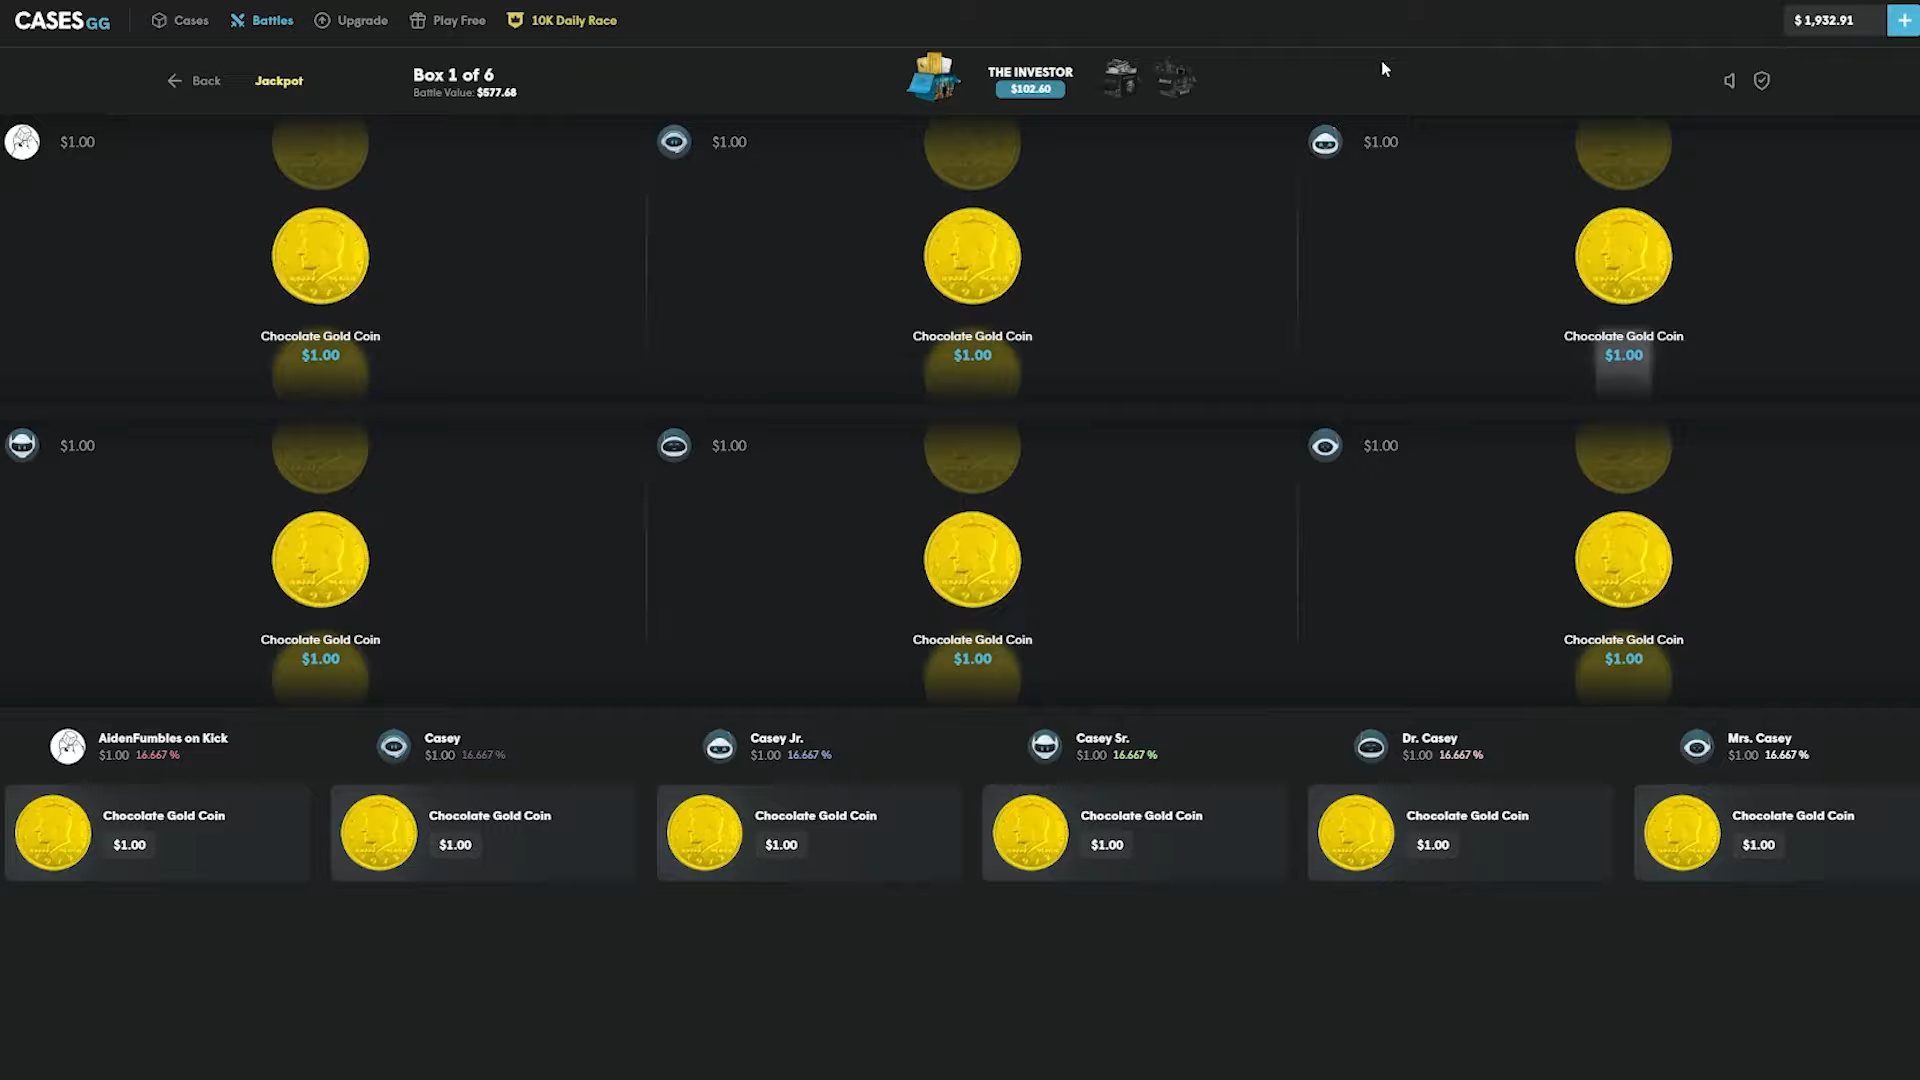 CASES GG
Cases
Battles
Upgrade
Play Free
10K Daily Race
$ 1,932.91
+
Back
Jackpot
Box 1 of 6
Battle Value: $577.68
THE INVESTOR
$102.60
$1.00
$1.00
$1.00
Chocolate Gold Coin
$1.00
Chocolate Gold Coin
$1.00
Chocolate Gold Coin
$1.00
$1.00
$1.00
$1.00
Chocolate Gold Coin
$1.00
Chocolate Gold Coin
$1.00
Chocolate Gold Coin
$1.00
AidenFumbles on Kick
$1.00 16.667 %
Casey
$1.00 16.667 %
Casey Jr.
$1.00 16.667 %
Casey Sr.
$1.00 16.667 %
Dr. Casey
$1.00 16.667 %
Mrs. Casey
$1.00 16.667 %
Chocolate Gold Coin
$1.00
Chocolate Gold Coin
$1.00
Chocolate Gold Coin
$1.00
Chocolate Gold Coin
$1.00
Chocolate Gold Coin
$1.00
Chocolate Gold Coin
$1.00